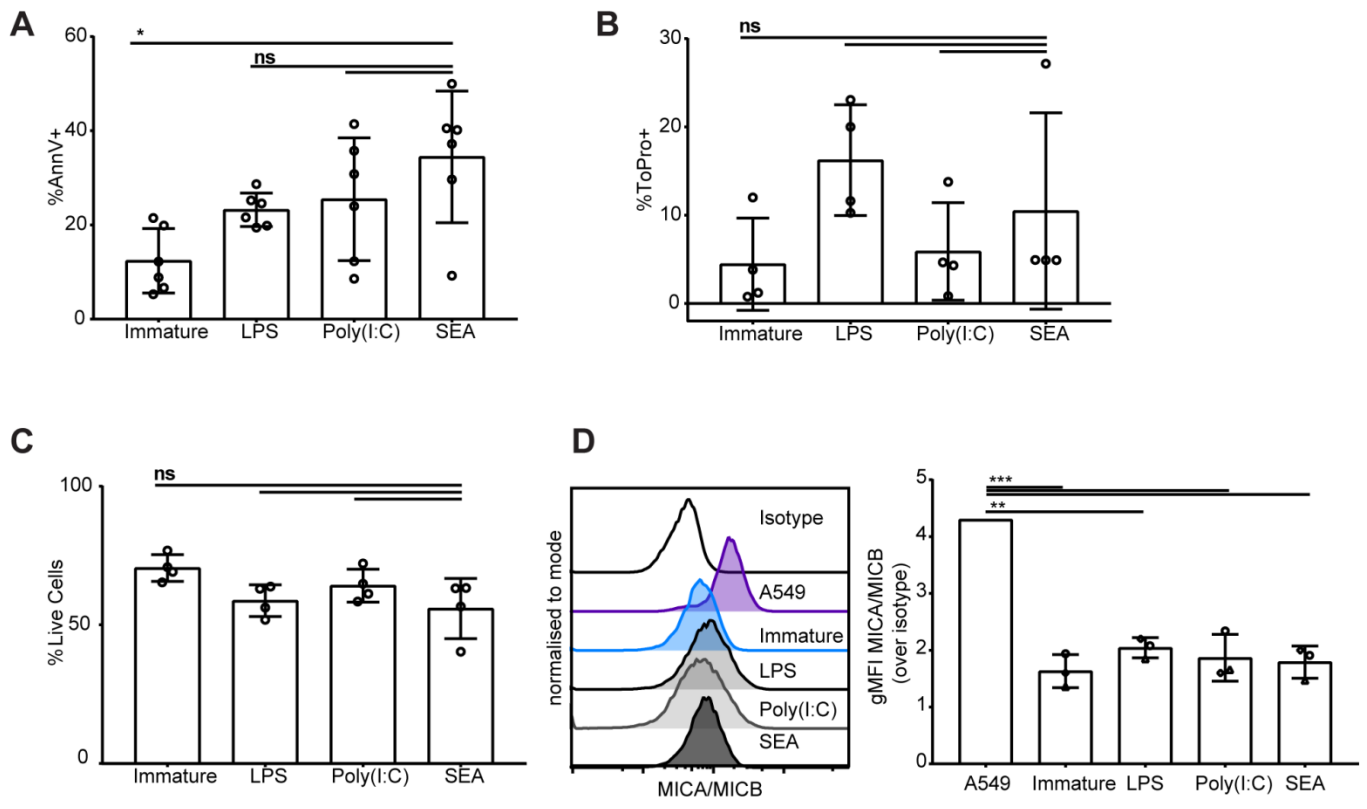 A
%AnnV+
60
40
20
0
*
ns
Immature LPS Poly(I:C) SEA
B
%ToPro+
30
20
10
0
ns
Immature LPS Poly(I:C) SEA
C
% Live Cells
100
50
0
ns
Immature LPS Poly(I:C) SEA
D
normalised to mode
Isotype
A549
Immature
LPS
Poly(I:C)
SEA
MICA/MICB
gMFI MICA/MICB
(over isotype)
5
4
3
2
1
0
***
**
A549 Immature LPS Poly(I:C) SEA